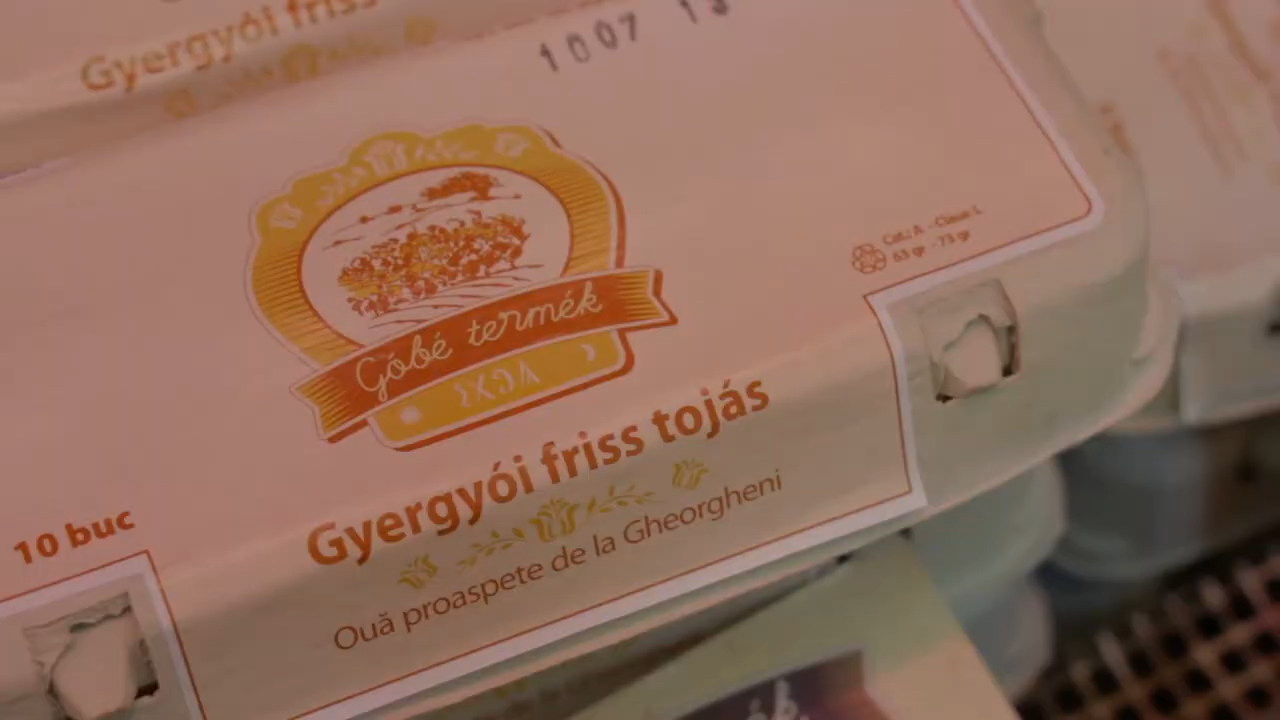 Gyergyói friss
1007 13
Cat. A - Clasa L
63 gr - 73 gr
Góbé termék
Gyergyói friss tojás
10 buc
Ouă proaspete de la Gheorgheni